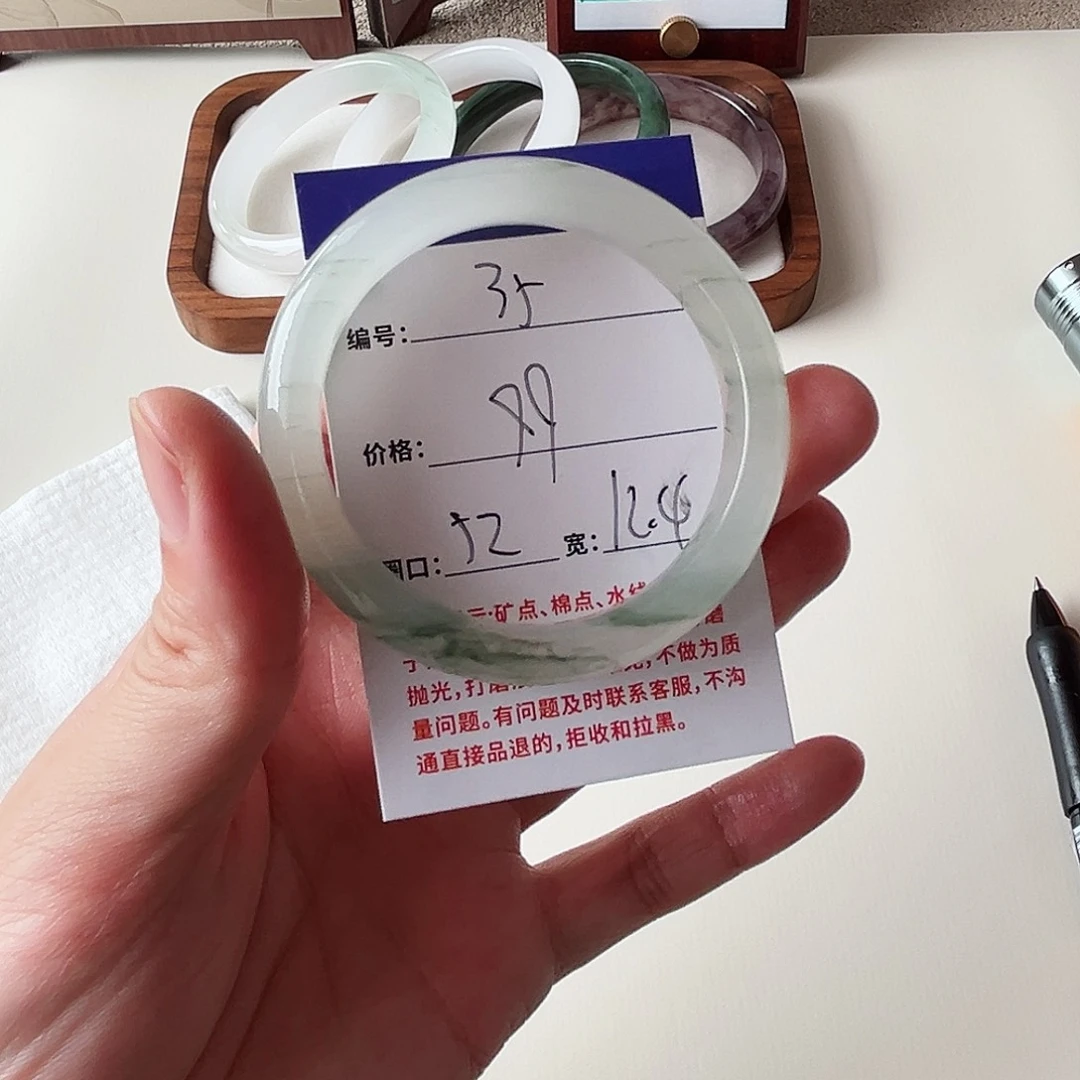 编号: 35
价格:
圈口: 52 宽: 12.4
示:矿点、棉点、水
抛光,打磨 不做为质
量问题。有问题及时联系客服,不沟
通直接品退的,拒收和拉黑。